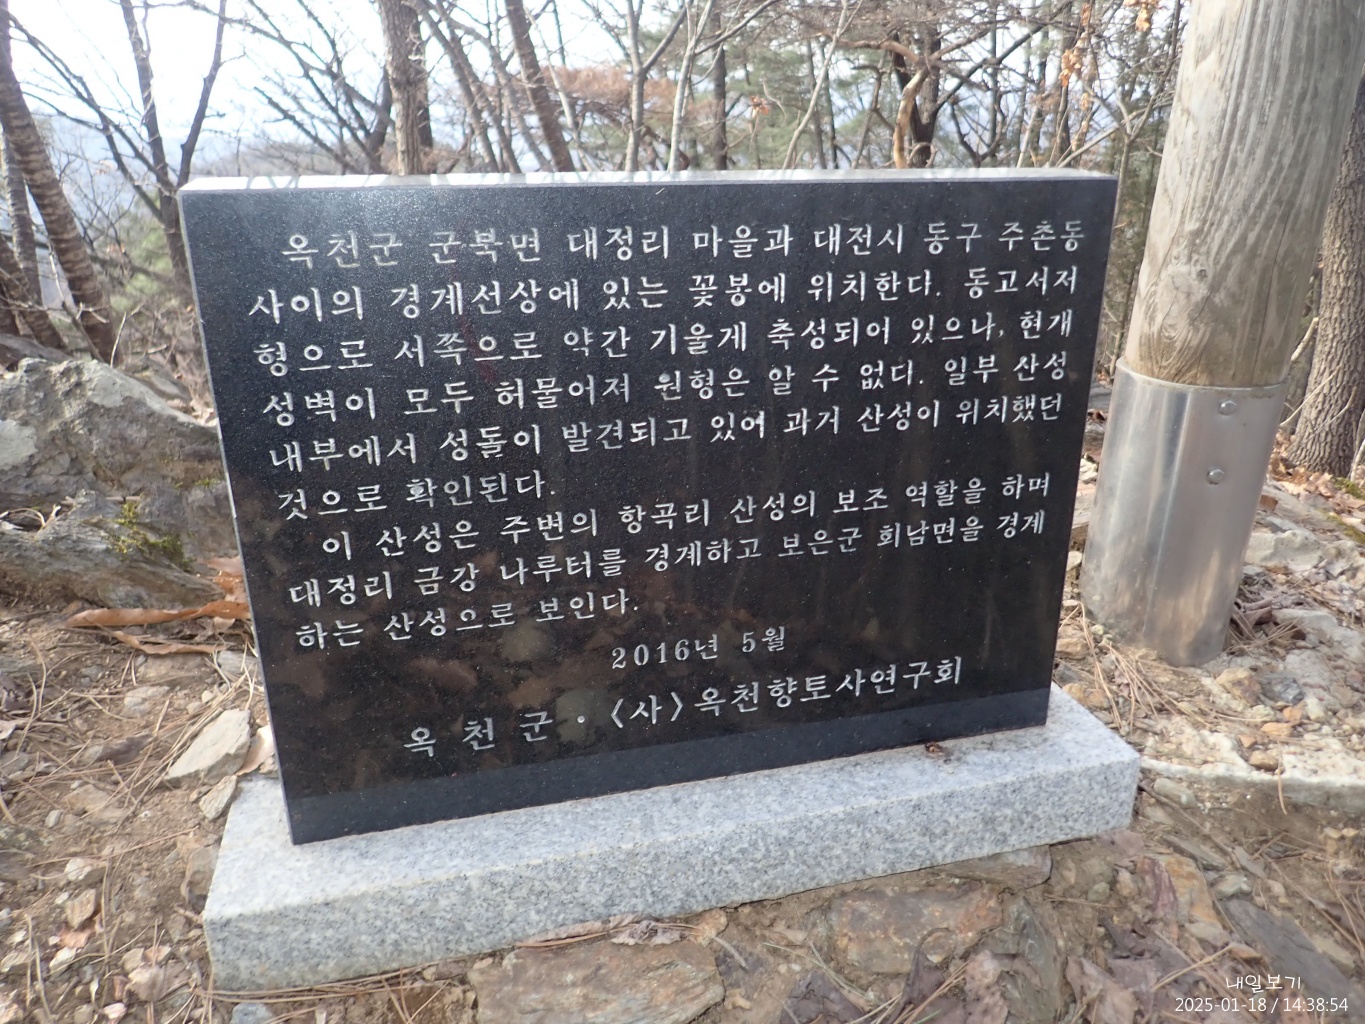 옥천군 군북면 대정리 마을과 대전시 동구 주촌동
사이의 경계선상에 있는 꽃봉에 위치한다. 동고서저
형으로 서쪽으로 약간 기울게 축성되어 있으나, 현개
성벽이 모두 허물어져 원형은 알 수 없디. 일부 산성
내부에서 성돌이 발견되고 있어 과거 산성이 위치했던
것으로 확인된다.
이 산성은 주변의 항곡리 산성의 보조 역할을 하며
대정리 금강 나루터를 경계하고 보은군 회남면을 경계
하는 산성으로 보인다.
2016년 5월
옥천군 · 〈사〉옥천향토사연구회
내일보기
2025-01-18 / 14:38:54